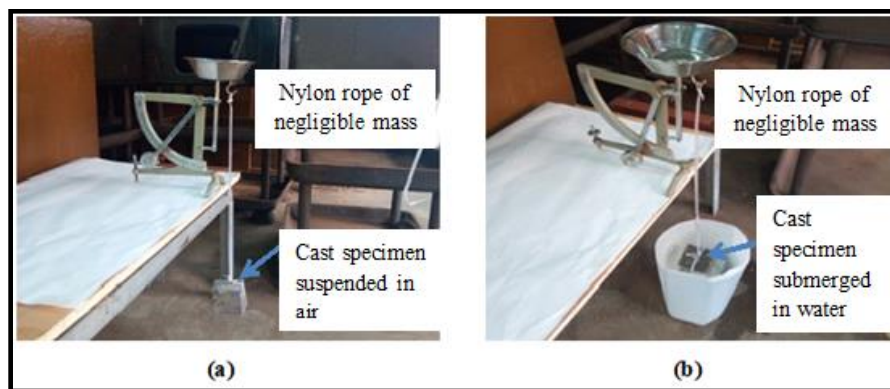 Nylon rope of
negligible mass
Cast specimen
suspended in
air
(a)
Nylon rope of
negligible mass
Cast
specimen
submerged
in water
(b)